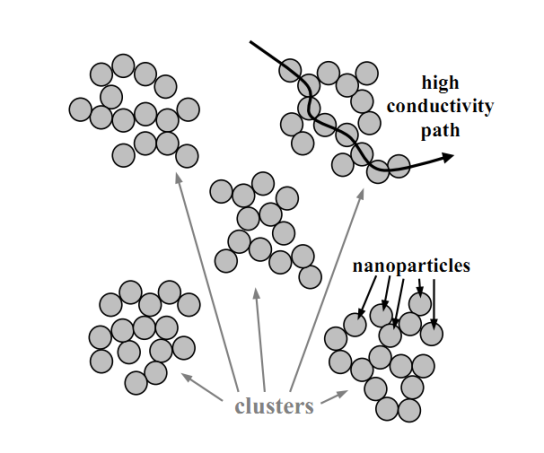 high
conductivity
path
nanoparticles
clusters